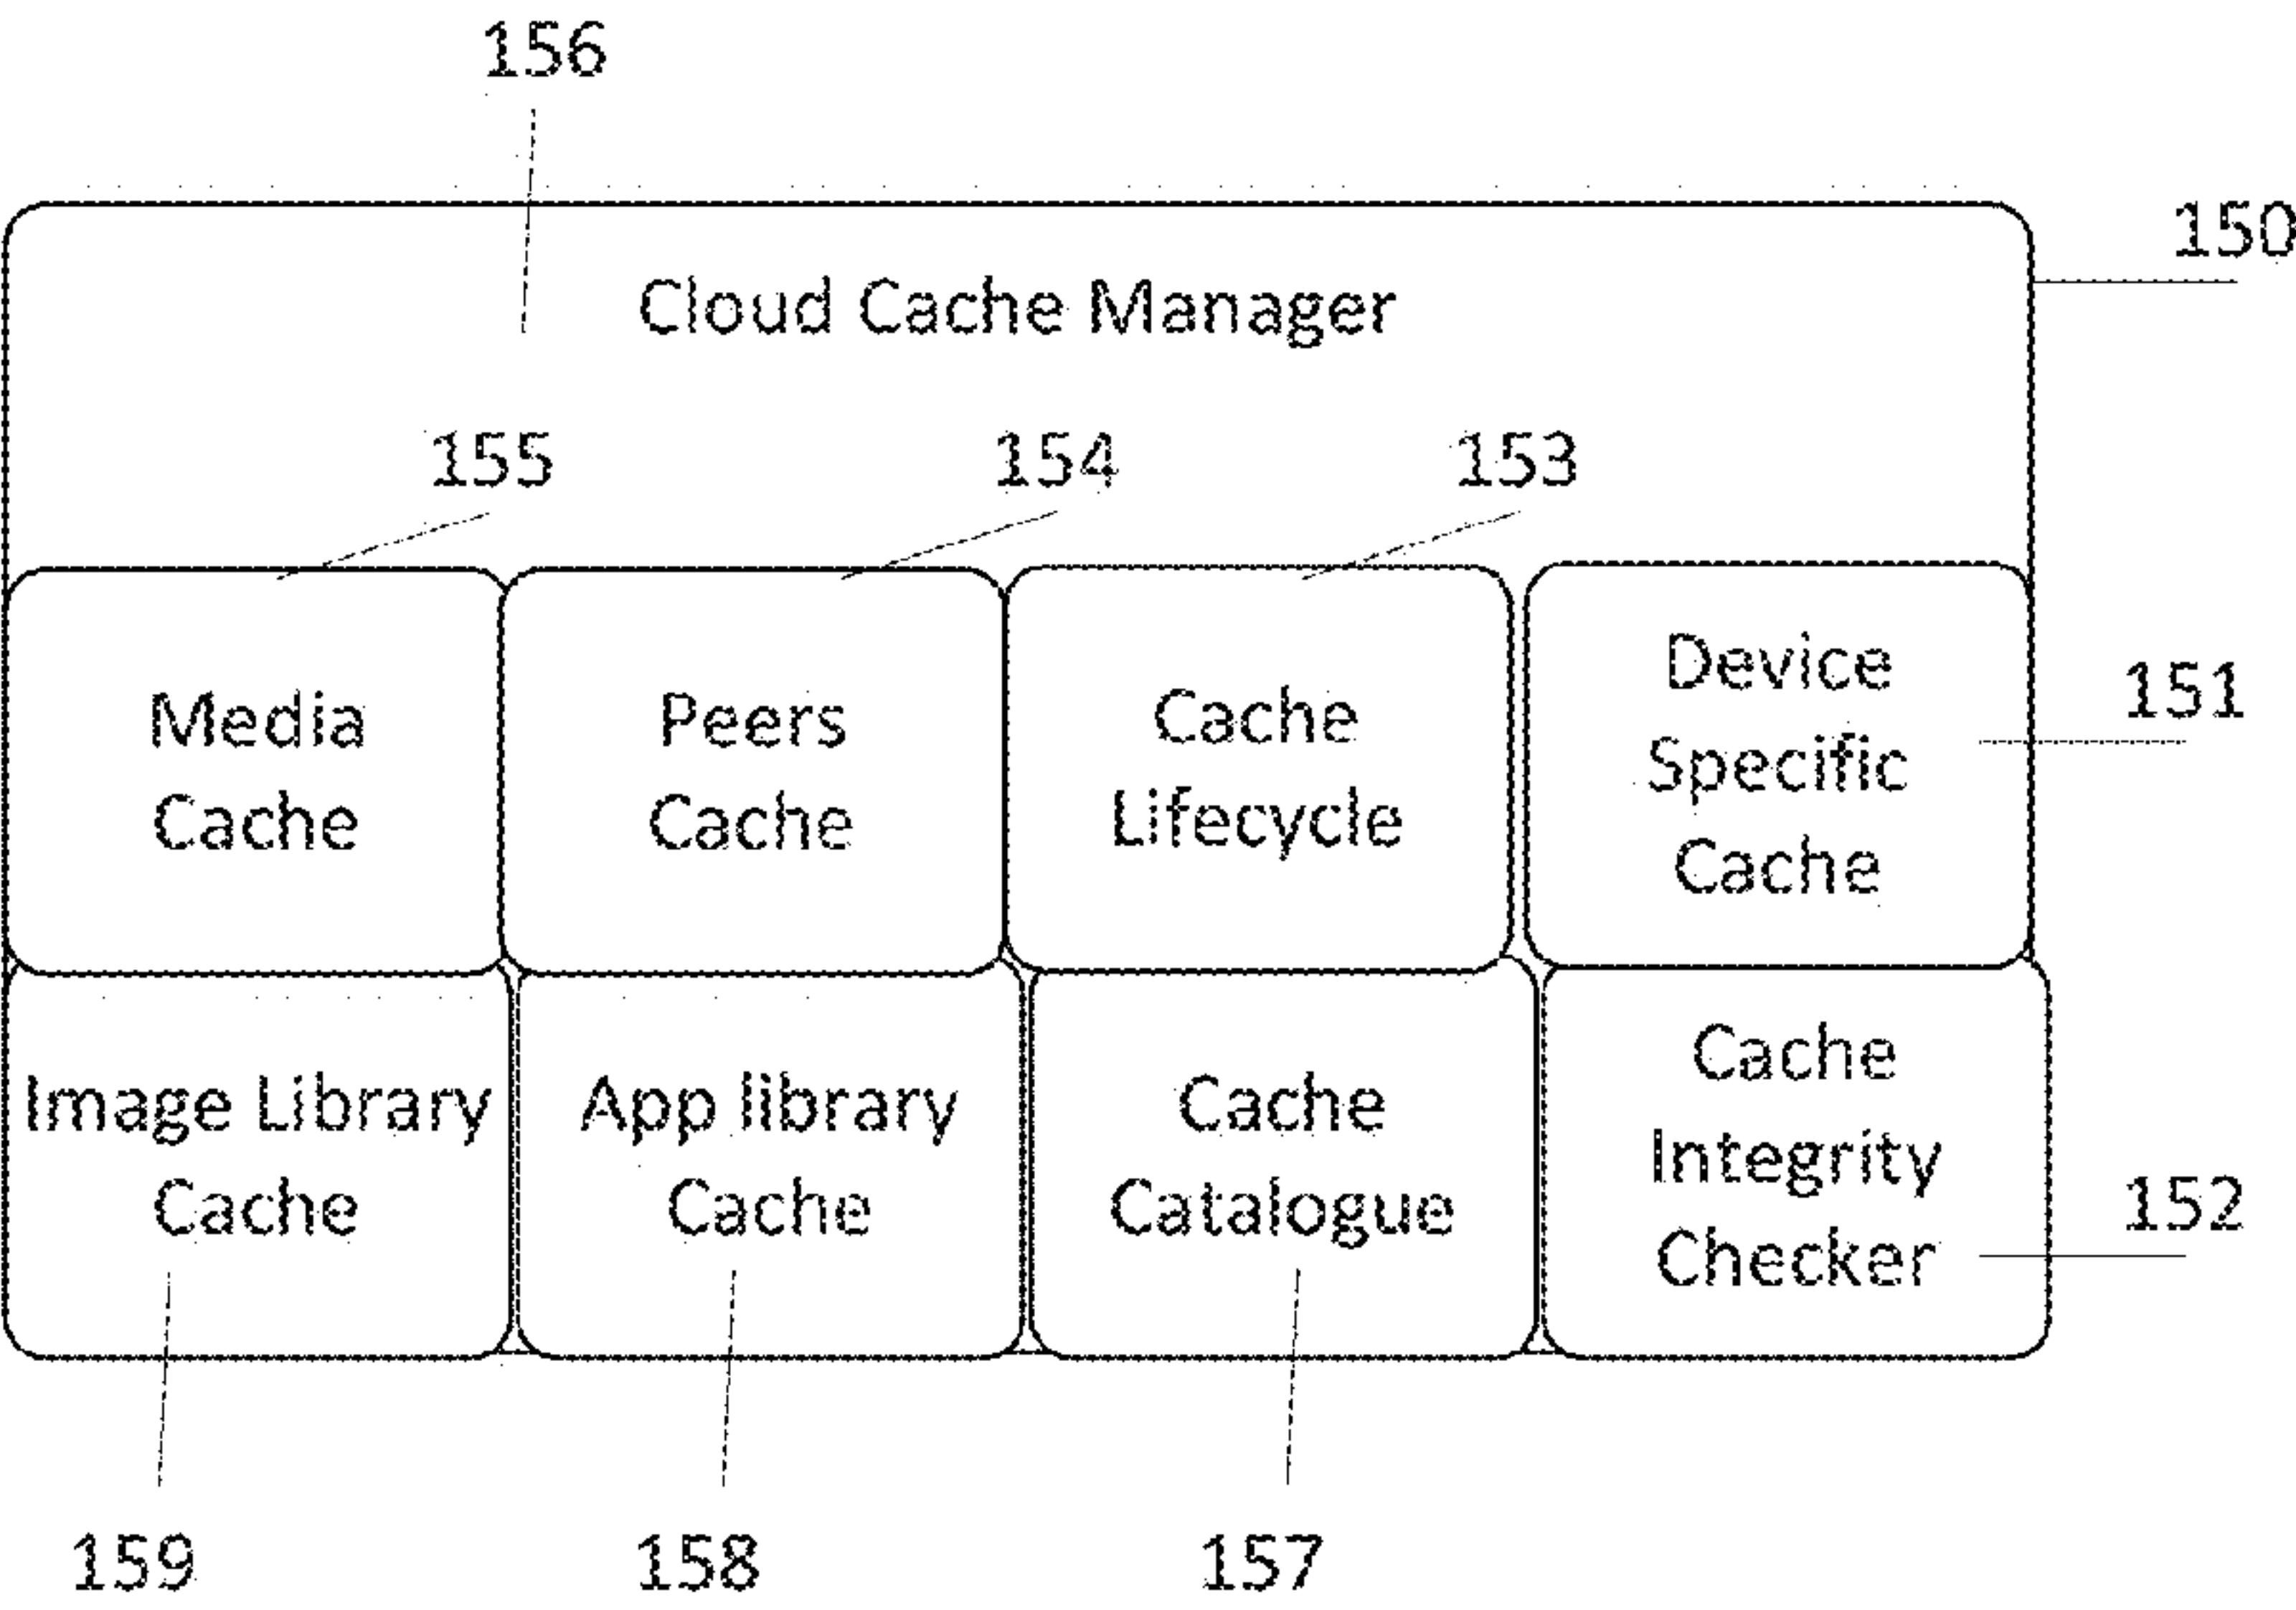 156
150
Cloud Cache Manager
155
154
153
Media
Cache
Peers
Cache
Cache
Lifecycle
Device
Specific
Cache
151
Image Library
Cache
App library
Cache
Cache
Catalogue
Cache
Integrity
Checker
152
159
158
157